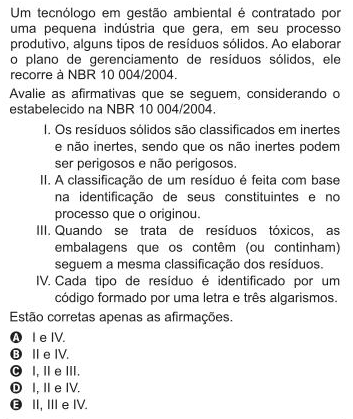 Um tecnólogo em gestão ambiental é contratado por
uma pequena indústria que gera, em seu processo
produtivo, alguns tipos de resíduos sólidos. Ao elaborar
o plano de gerenciamento de resíduos sólidos, ele
recorre à NBR 10 004/2004.
Avalie as afirmativas que se seguem, considerando o
estabelecido na NBR 10 004/2004.
I. Os resíduos sólidos são classificados em inertes
e não inertes, sendo que os não inertes podem
ser perigosos e não perigosos.
II. A classificação de um resíduo é feita com base
na identificação de seus constituintes e no
processo que o originou.
III. Quando se trata de resíduos tóxicos, as
embalagens que os contêm (ou continham)
seguem a mesma classificação dos resíduos.
IV. Cada tipo de resíduo é identificado por um
código formado por uma letra e três algarismos.
Estão corretas apenas as afirmações.
A I e IV.
B II e IV.
C I, II e III.
D I, II e IV.
E II, III e IV.